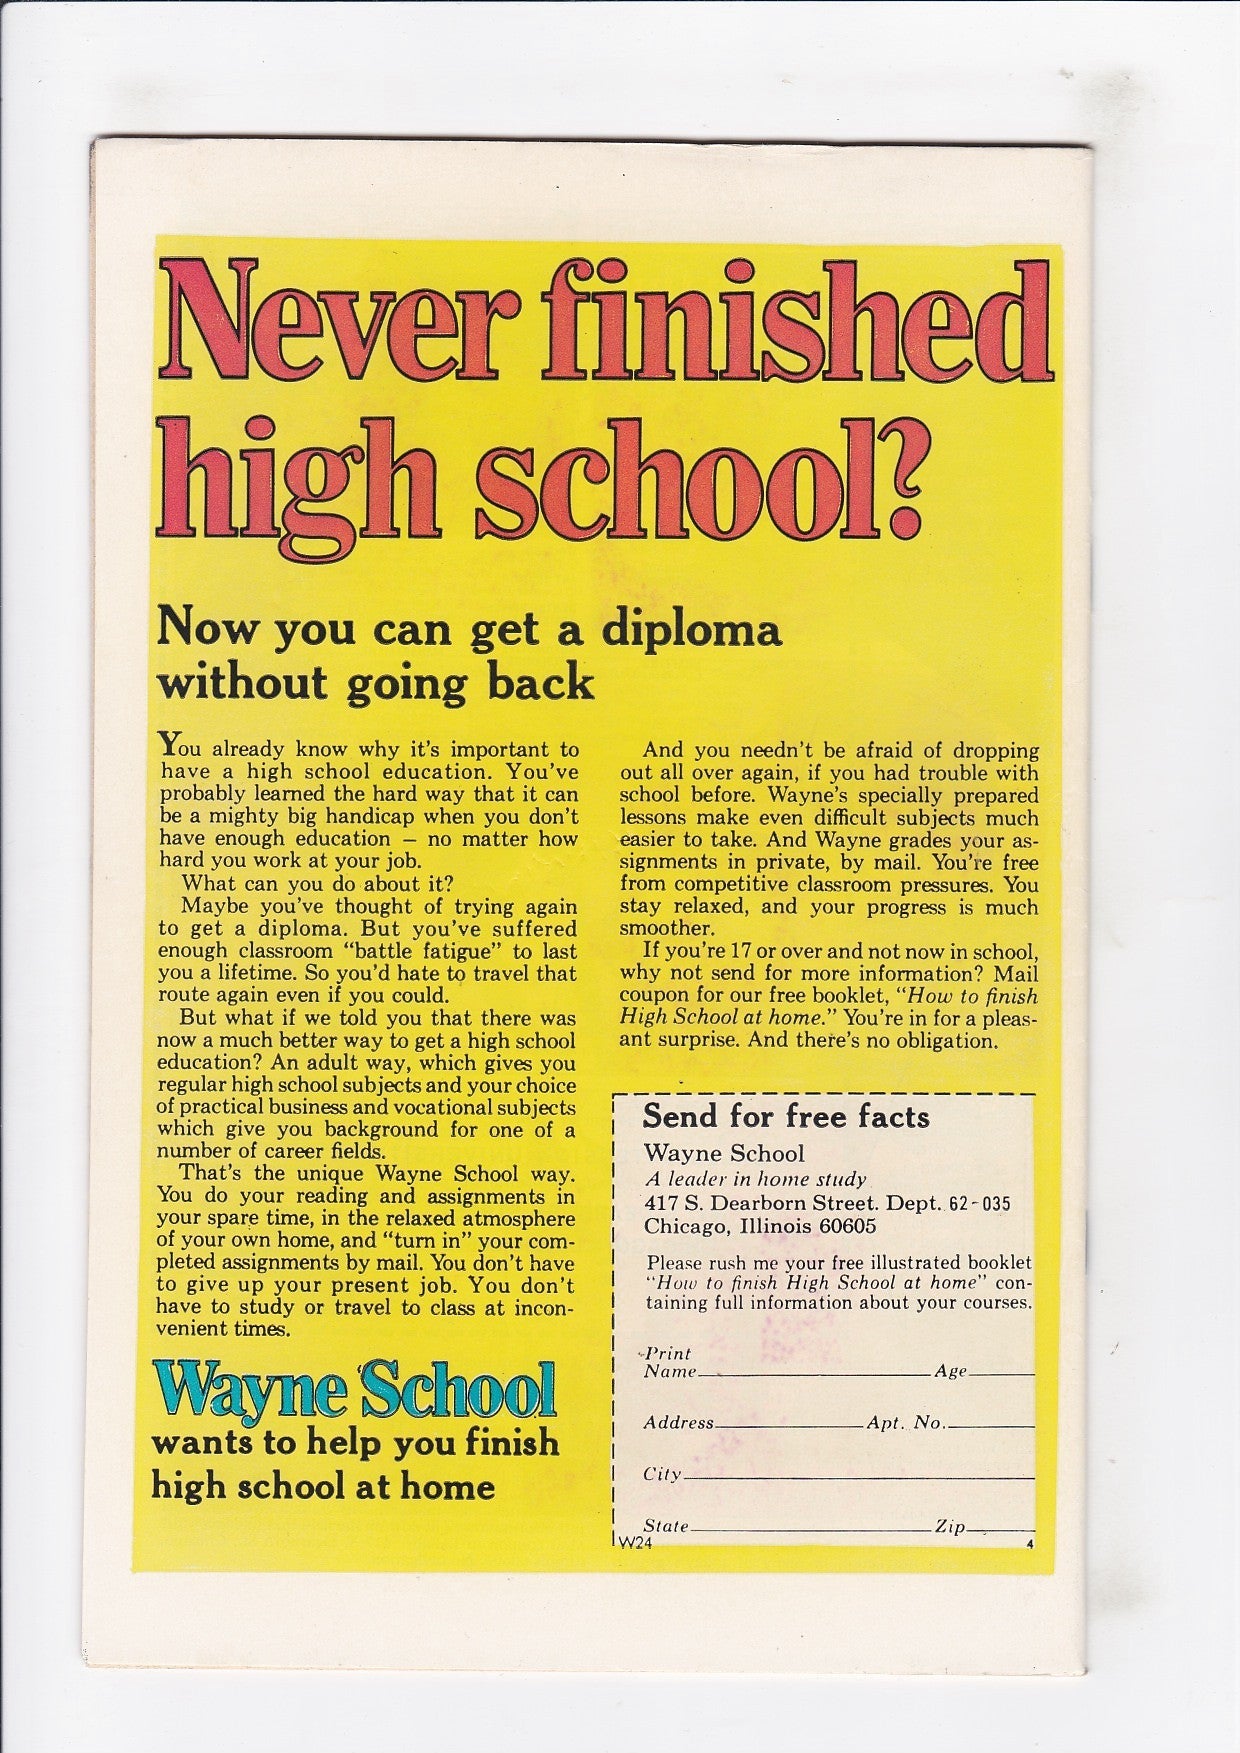 Never finished
high school?
Now you can get a diploma
without going back
You already know why it's important to
have a high school education. You've
probably learned the hard way that it can
be a mighty big handicap when you don't
have enough education – no matter how
hard you work at your job.
What can you do about it?
Maybe you've thought of trying again
to get a diploma. But you've suffered
enough classroom “battle fatigue” to last
you a lifetime. So you'd hate to travel that
route again even if you could.
But what if we told you that there was
now a much better way to get a high school
education? An adult way, which gives you
regular high school subjects and your choice
of practical business and vocational subjects
which give you background for one of a
number of career fields.
That's the unique Wayne School way.
You do your reading and assignments in
your spare time, in the relaxed atmosphere
of your own home, and “turn in” your com-
pleted assignments by mail. You don't have
to give up your present job. You don't
have to study or travel to class at incon-
venient times.
Wayne School
wants to help you finish
high school at home
And you needn't be afraid of dropping
out all over again, if you had trouble with
school before. Wayne's specially prepared
lessons make even difficult subjects much
easier to take. And Wayne grades your as-
signments in private, by mail. You're free
from competitive classroom pressures. You
stay relaxed, and your progress is much
smoother.
If you're 17 or over and not now in school,
why not send for more information? Mail
coupon for our free booklet, “How to finish
High School at home.” You're in for a pleas-
ant surprise. And there's no obligation.
Send for free facts
Wayne School
A leader in home study
417 S. Dearborn Street. Dept. 62-035
Chicago, Illinois 60605
Please rush me your free illustrated booklet
“How to finish High School at home” con-
taining full information about your courses.
Print
Name Age
Address Apt. No.
City
State Zip
W24 4